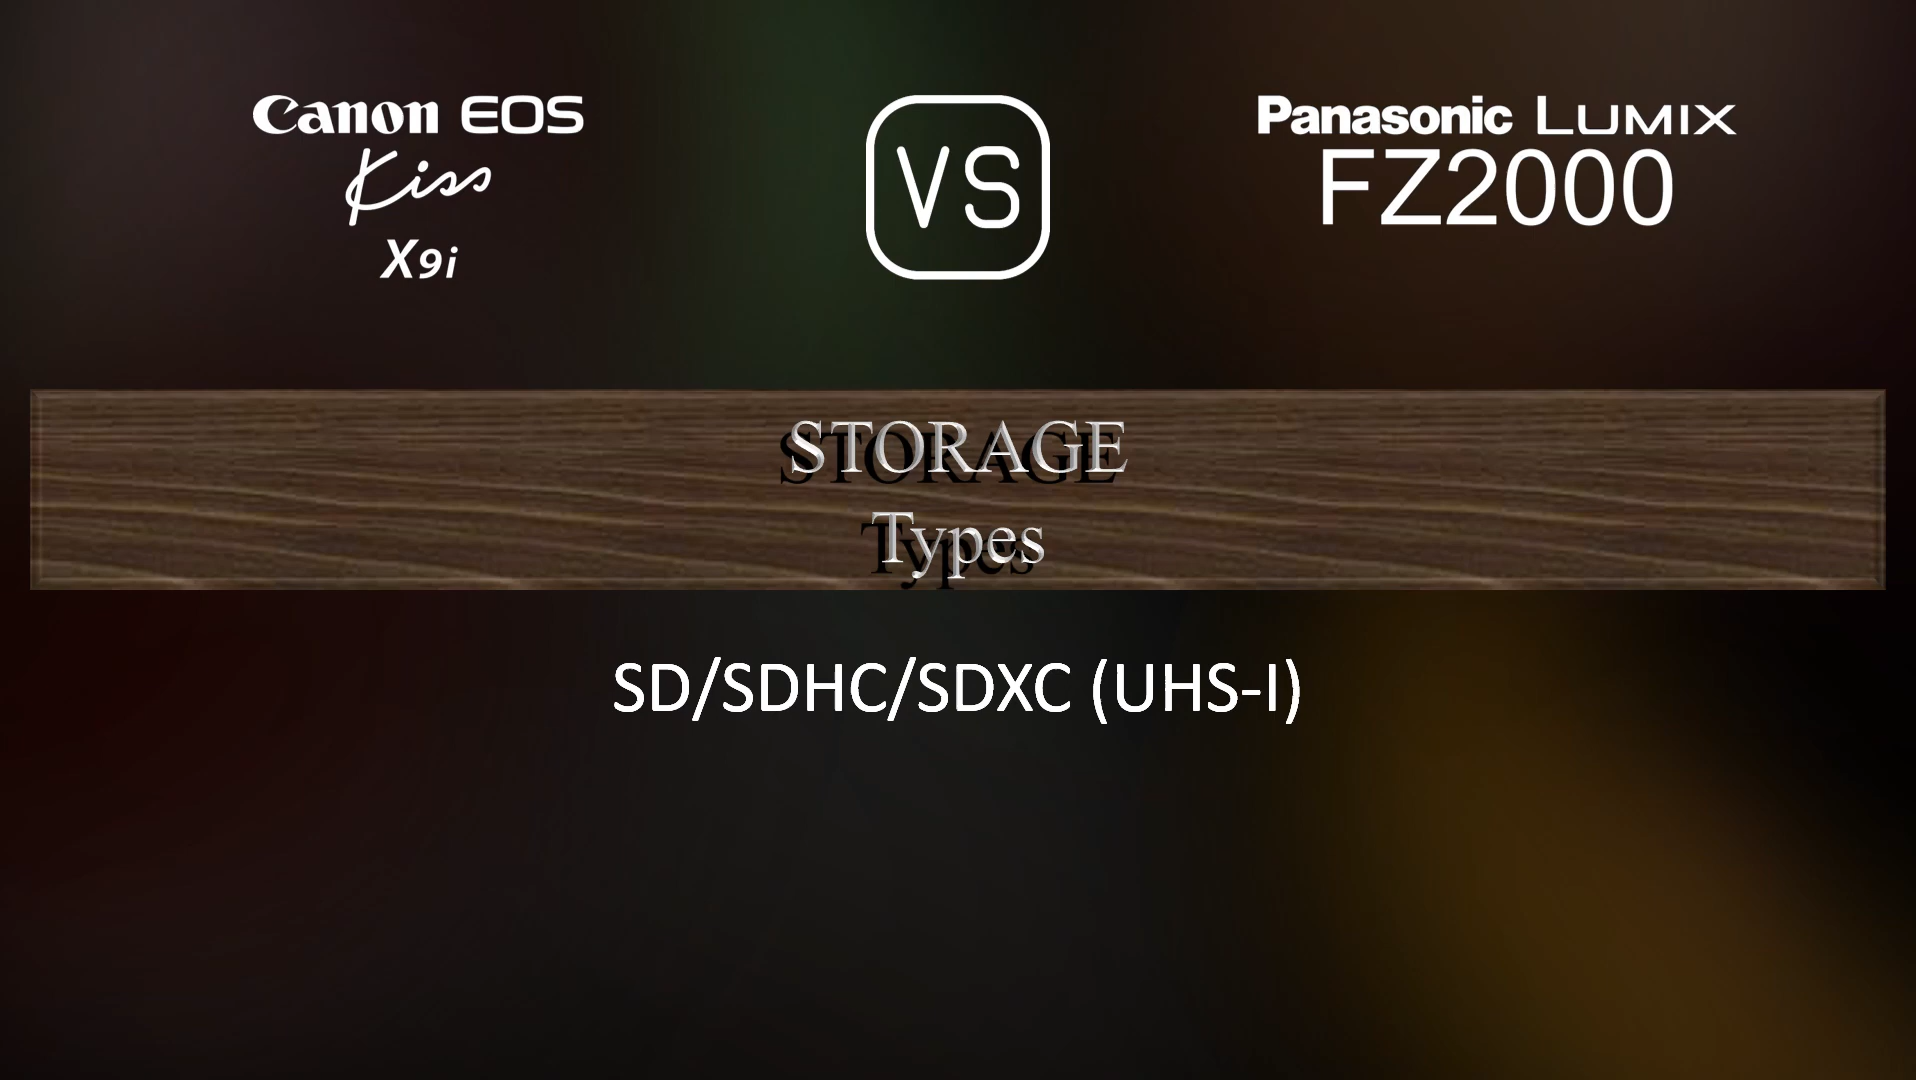 Canon EOS
Kiss
X9i
VS
Panasonic LUMIX
FZ2000
STORAGE
Types
SD/SDHC/SDXC (UHS-I)